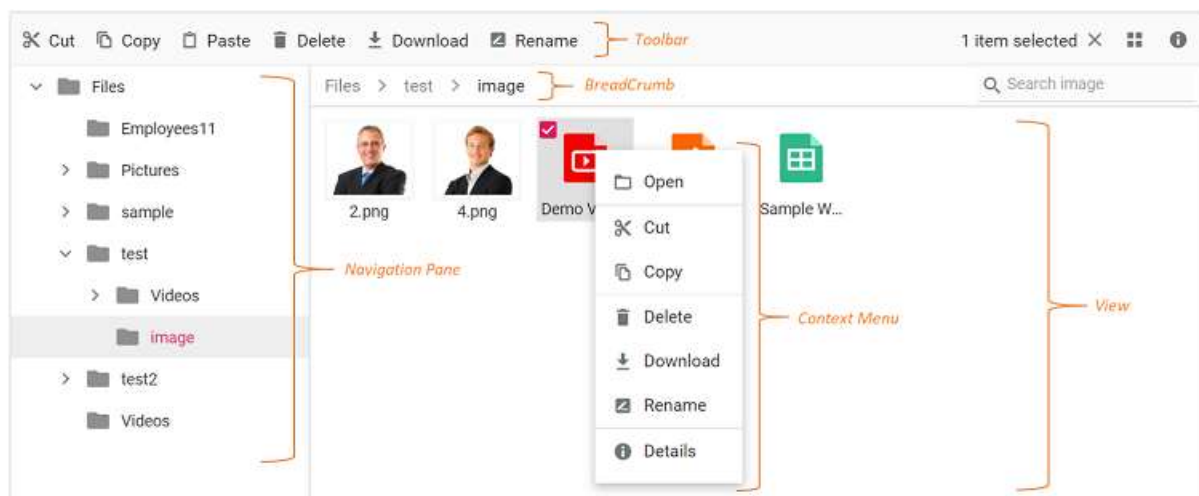 Cut Copy Paste Delete Download Rename Toolbar 1 item selected
Files Files > test > image BreadCrumb Search image
Employees11
Pictures
sample
2.png 4.png Demo V Sample W...
test
Videos
image
test2
Videos
Navigation Pane
Open
Cut
Copy
Delete
Download
Rename
Details
Context Menu
View